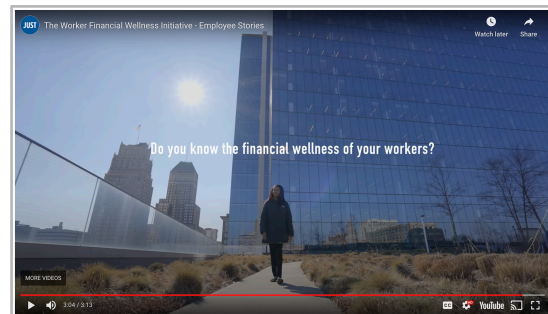 JUST
The Worker Financial Wellness Initiative - Employee Stories
Watch later
Share
Do you know the financial wellness of your workers?
MORE VIDEOS
3:04 / 3:13
CC
YouTube